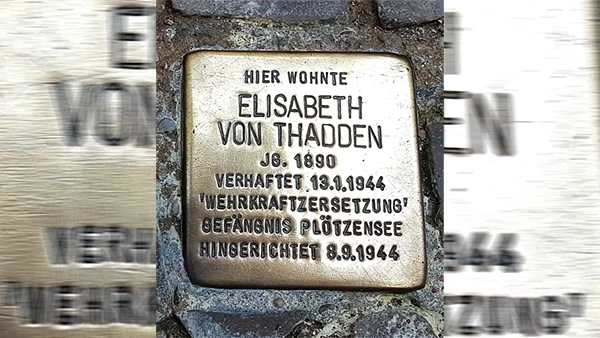 HIER WOHNTE
ELISABETH
VON THADDEN
JG. 1890
VERHAFTET 13.1.1944
'WEHRKRAFTZERSETZUNG'
GEFÄNGNIS PLÖTZENSEE
HINGERICHTET 8.9.1944